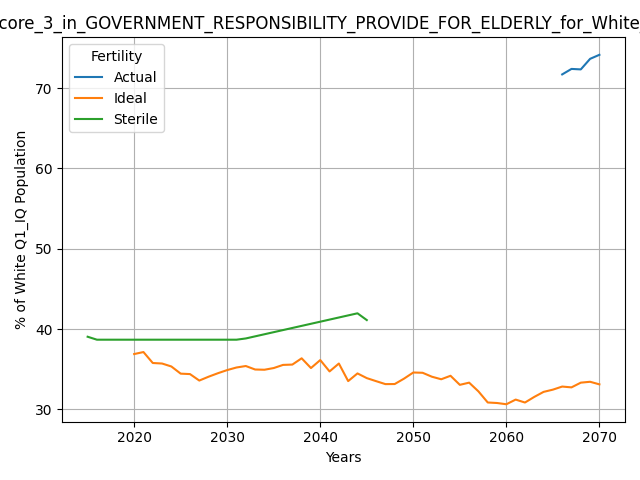 core_3_in_GOVERNMENT_RESPONSIBILITY_PROVIDE_FOR_ELDERLY_for_White_
Fertility
Actual
Ideal
Sterile
% of White Q1_IQ Population
70
60
50
40
30
2020
2030
2040
2050
2060
2070
Years